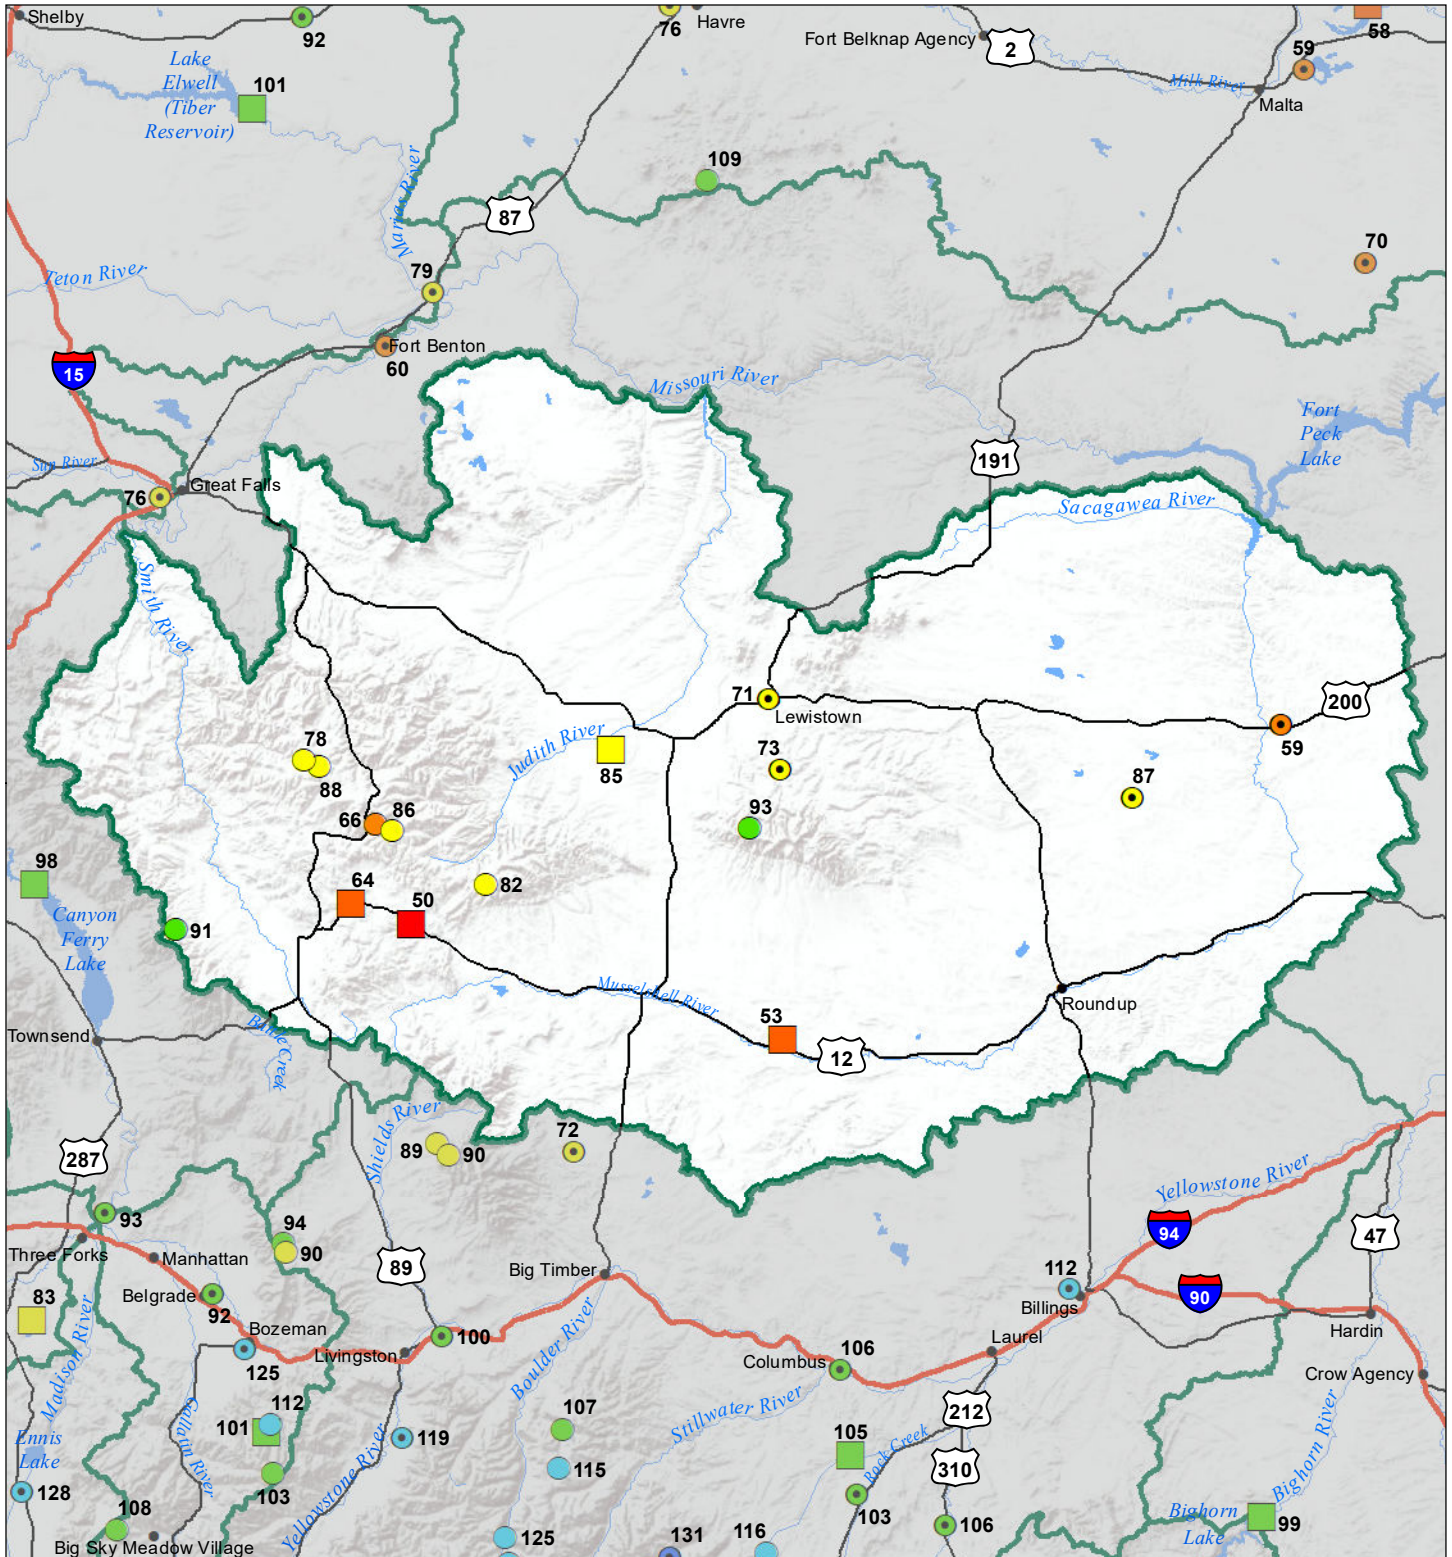 Shelby
92
76
Havre
Fort Belknap Agency
2
58
59
Lake
Elwell
(Tiber
Reservoir)
101
Milk River
Malta
109
Marias River
87
70
Teton River
79
15
Fort Benton
60
Missouri River
Fort
Peck
Lake
191
Sun River
76
Great Falls
Sacagawea River
Smith River
71
Lewistown
200
59
78
88
Judith River
85
73
87
66
86
93
98
64
50
82
Canyon
Ferry
Lake
91
Musselshell River
Roundup
53
12
Townsend
Battle Creek
Shields River
89
90
72
287
Yellowstone River
93
94
90
Three Forks
Manhattan
89
Big Timber
94
47
112
Billings
90
83
Belgrade
92
Madison River
Bozeman
125
Livingston
100
Boulder River
Columbus
106
Laurel
Hardin
Crow Agency
112
101
Gallatin River
119
107
Stillwater River
212
105
Rock Creek
Ennis
Lake
115
310
Bighorn River
128
103
Yellowstone River
103
108
Big Sky Meadow Village
125
131
116
106
Bighorn
Lake
99